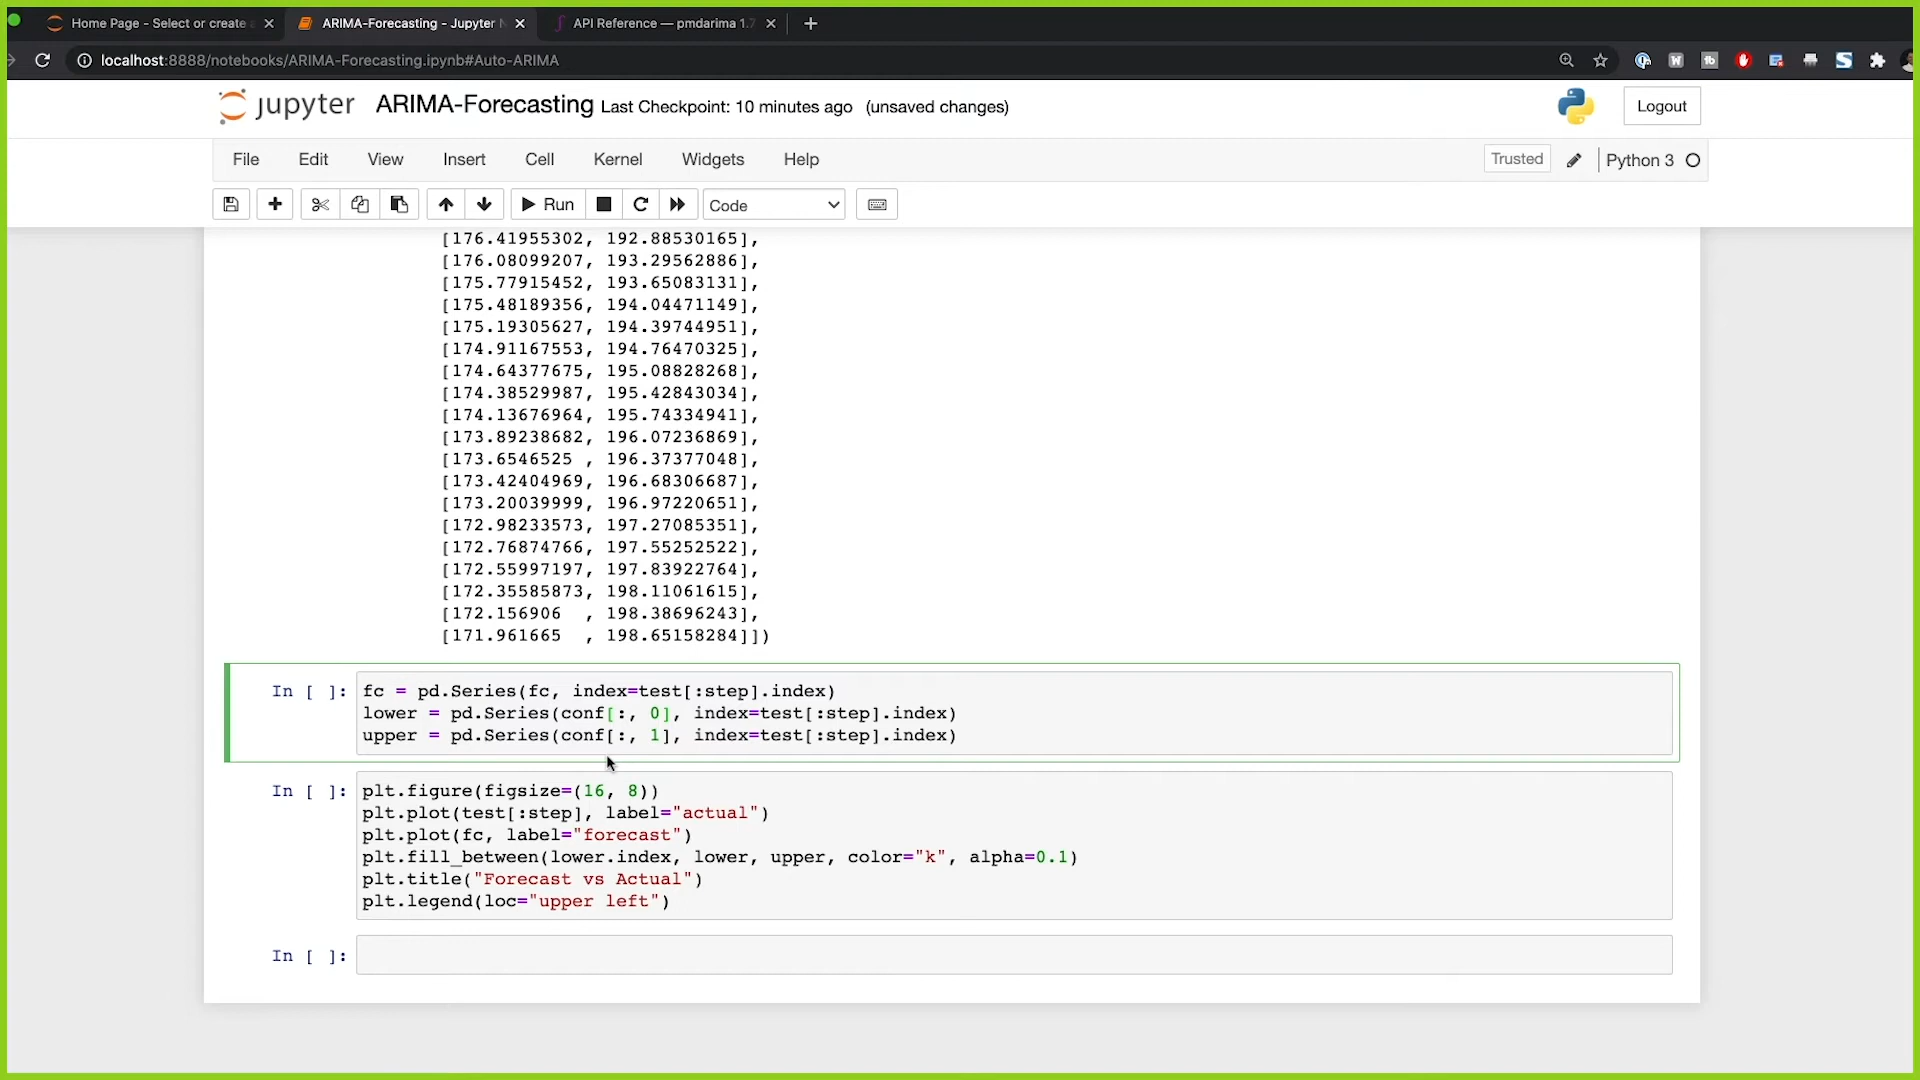 Home Page - Select or create a
ARIMA-Forecasting - Jupyter N
API Reference — pmdarima 1.7
localhost:8888/notebooks/ARIMA-Forecasting.ipynb#Auto-ARIMA
jupyter ARIMA-Forecasting Last Checkpoint: 10 minutes ago (unsaved changes)
Logout
File Edit View Insert Cell Kernel Widgets Help
Trusted
Python 3
Run
Code
[176.41955302, 192.88530165],
[176.08099207, 193.29562886],
[175.77915452, 193.65083131],
[175.48189356, 194.04471149],
[175.19305627, 194.39744951],
[174.91167553, 194.76470325],
[174.64377675, 195.08828268],
[174.38529987, 195.42843034],
[174.13676964, 195.74334941],
[173.89238682, 196.07236869],
[173.6546525 , 196.37377048],
[173.42404969, 196.68306687],
[173.20039999, 196.97220651],
[172.98233573, 197.27085351],
[172.76874766, 197.55252522],
[172.55997197, 197.83922764],
[172.35585873, 198.11061615],
[172.156906  , 198.38696243],
[171.961665  , 198.65158284]])
In [ ]:
fc = pd.Series(fc, index=test[:step].index)
lower = pd.Series(conf[:, 0], index=test[:step].index)
upper = pd.Series(conf[:, 1], index=test[:step].index)
In [ ]:
plt.figure(figsize=(16, 8))
plt.plot(test[:step], label="actual")
plt.plot(fc, label="forecast")
plt.fill_between(lower.index, lower, upper, color="k", alpha=0.1)
plt.title("Forecast vs Actual")
plt.legend(loc="upper left")
In [ ]: